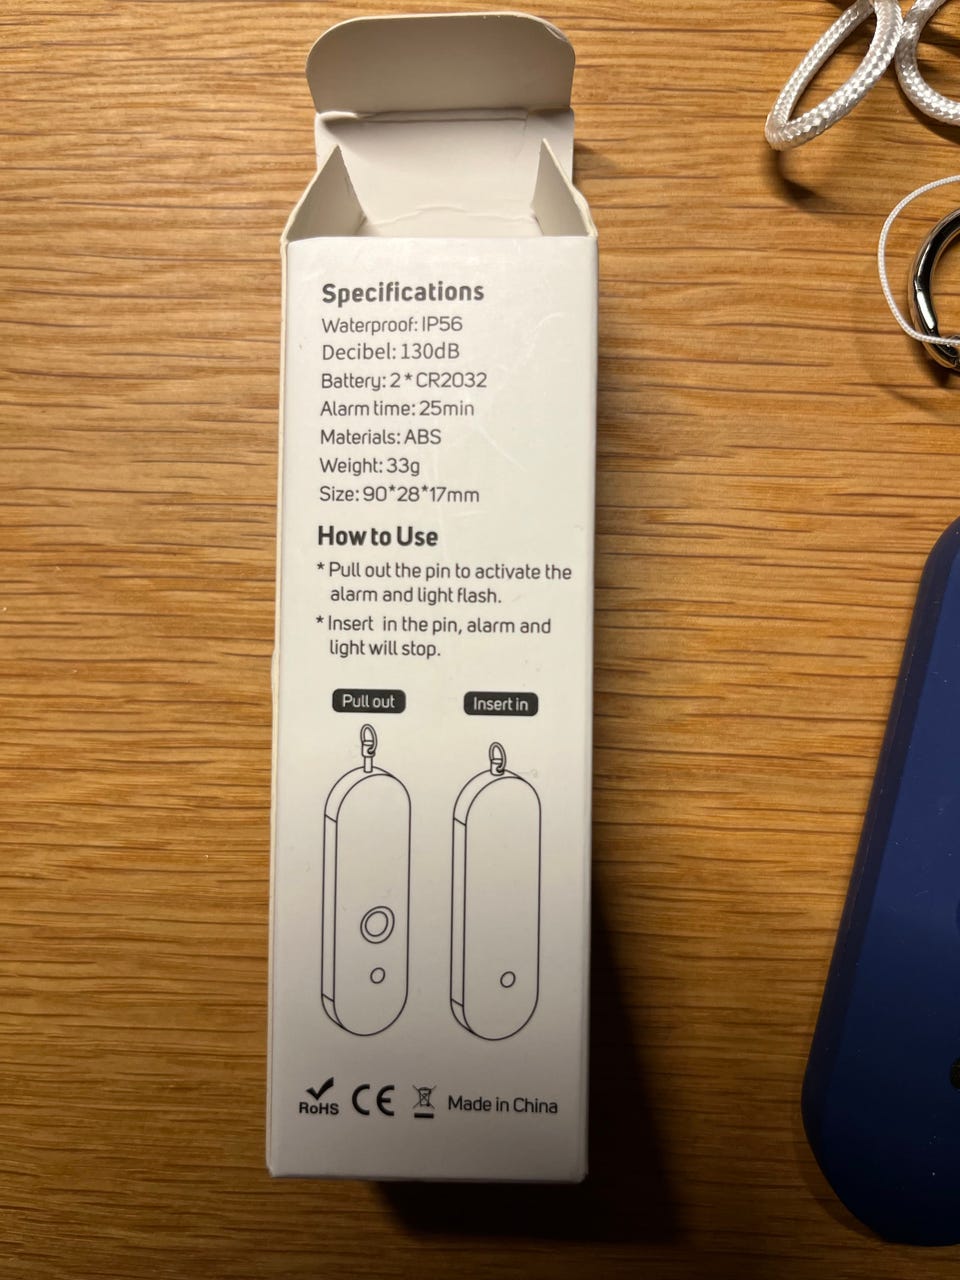 Specifications
Waterproof: IP56
Decibel: 130dB
Battery: 2*CR2032
Alarm time: 25min
Materials: ABS
Weight: 33g
Size: 90*28*17mm
How to Use
* Pull out the pin to activate the
alarm and light flash.
* Insert in the pin, alarm and
light will stop.
Pull out
Insert in
RoHS CE Made in China